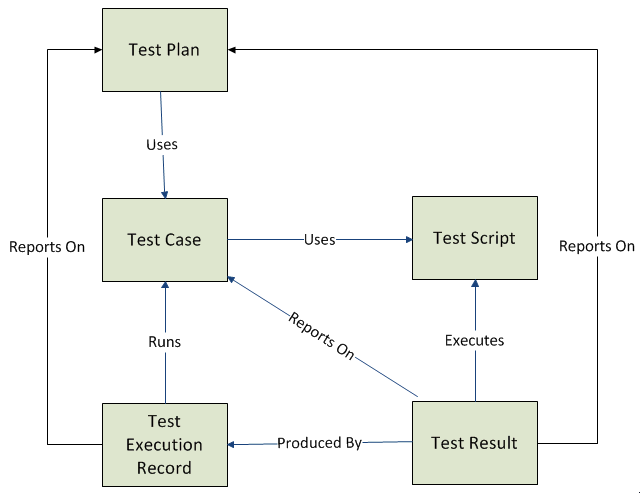 Test Plan
Uses
Test Case
Uses
Test Script
Reports On
Reports On
Runs
Reports On
Executes
Test
Execution
Record
Produced By
Test Result